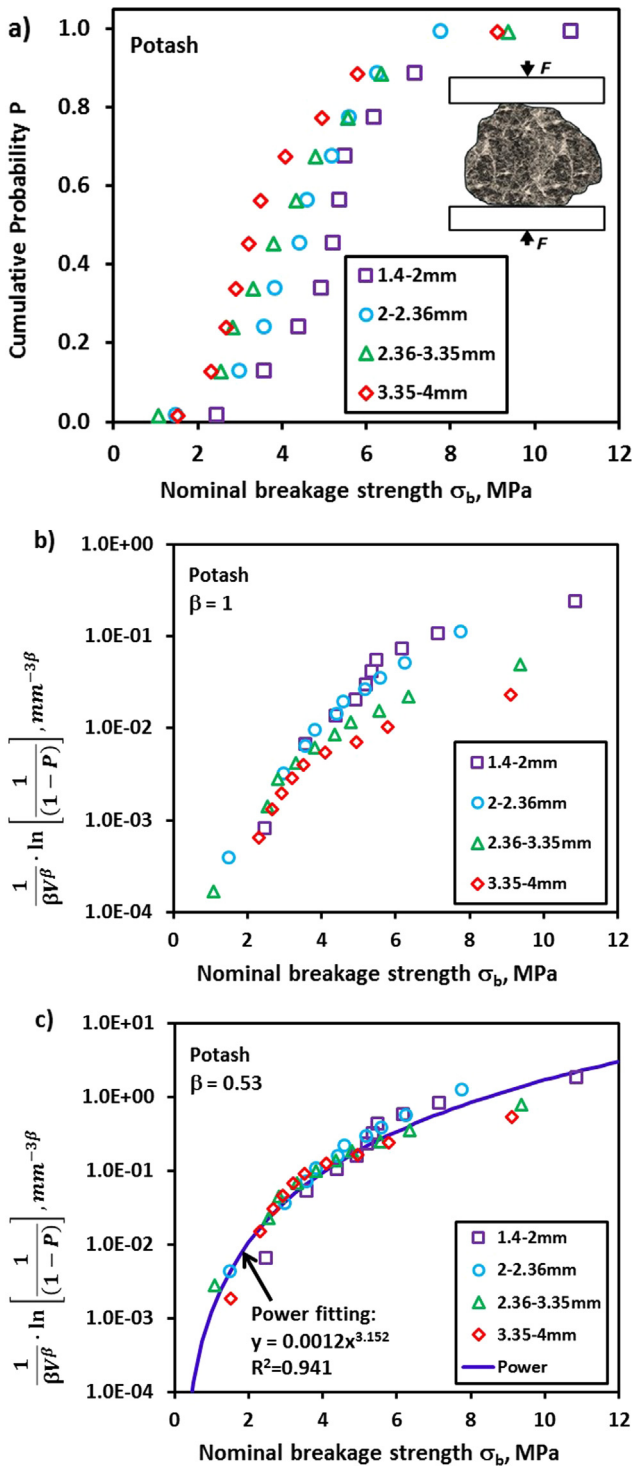 a)
Potash
Cumulative Probability P
1.0
0.8
0.6
0.4
0.2
0.0
F
F
1.4-2mm
2-2.36mm
2.36-3.35mm
3.35-4mm
0 2 4 6 8 10 12
Nominal breakage strength σb, MPa
b)
Potash
β = 1
1/(βV^β) · ln[1/(1 − P)], mm^−3β
1.0E+00
1.0E-01
1.0E-02
1.0E-03
1.0E-04
1.4-2mm
2-2.36mm
2.36-3.35mm
3.35-4mm
0 2 4 6 8 10 12
Nominal breakage strength σb, MPa
c)
Potash
β = 0.53
1/(βV^β) · ln[1/(1 − P)], mm^−3β
1.0E+01
1.0E+00
1.0E-01
1.0E-02
1.0E-03
1.0E-04
Power fitting:
y = 0.0012x^3.152
R²=0.941
1.4-2mm
2-2.36mm
2.36-3.35mm
3.35-4mm
Power
0 2 4 6 8 10 12
Nominal breakage strength σb, MPa